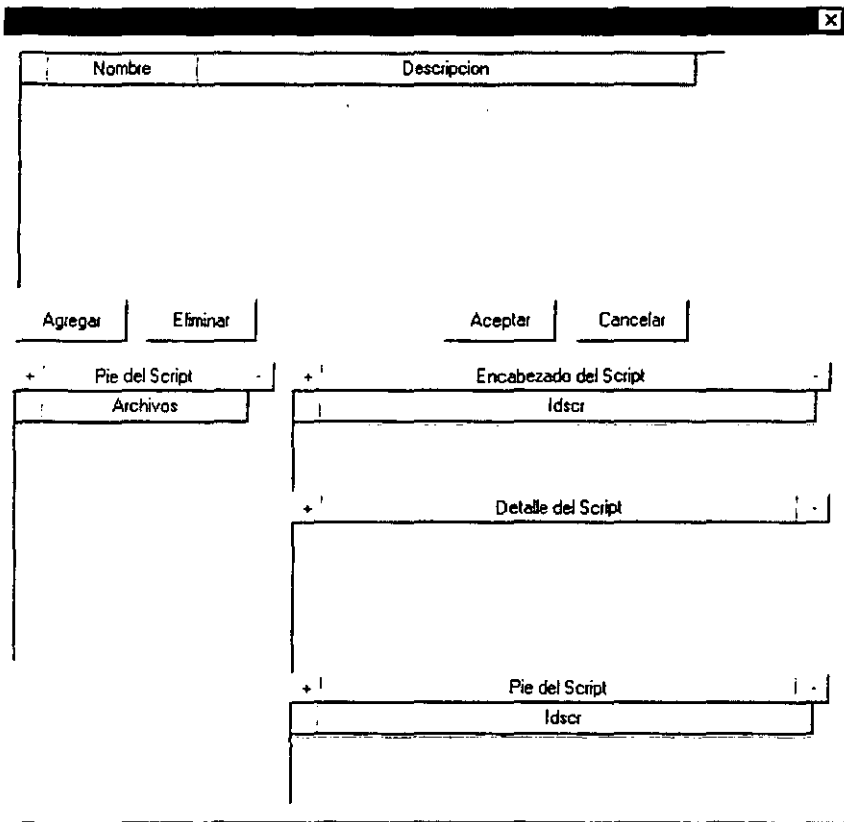 Nombre Descripcion
Agregar Eliminar Aceptar Cancelar
+ Pie del Script -
Archivos
+ Encabezado del Script -
Idscr
+ Detalle del Script -
+ Pie del Script -
Idscr